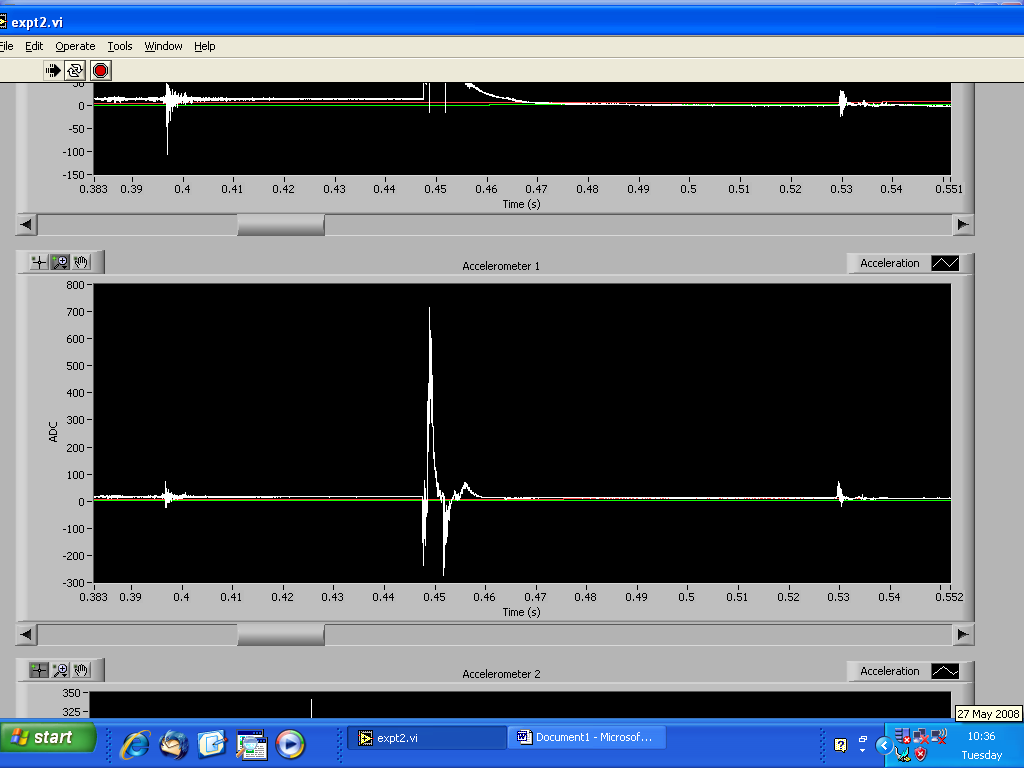 expt2.vi
File Edit Operate Tools Window Help
50
0
-50
-100
-150
0.383 0.39 0.4 0.41 0.42 0.43 0.44 0.45 0.46 0.47 0.48 0.49 0.5 0.51 0.52 0.53 0.54 0.551
Time (s)
Accelerometer 1
Acceleration
800
700
600
500
400
300
200
100
0
-100
-200
-300
ADC
0.383 0.39 0.4 0.41 0.42 0.43 0.44 0.45 0.46 0.47 0.48 0.49 0.5 0.51 0.52 0.53 0.54 0.552
Time (s)
Accelerometer 2
Acceleration
350
325
27 May 2008
start
expt2.vi
Document1 - Microsof...
10:36
Tuesday